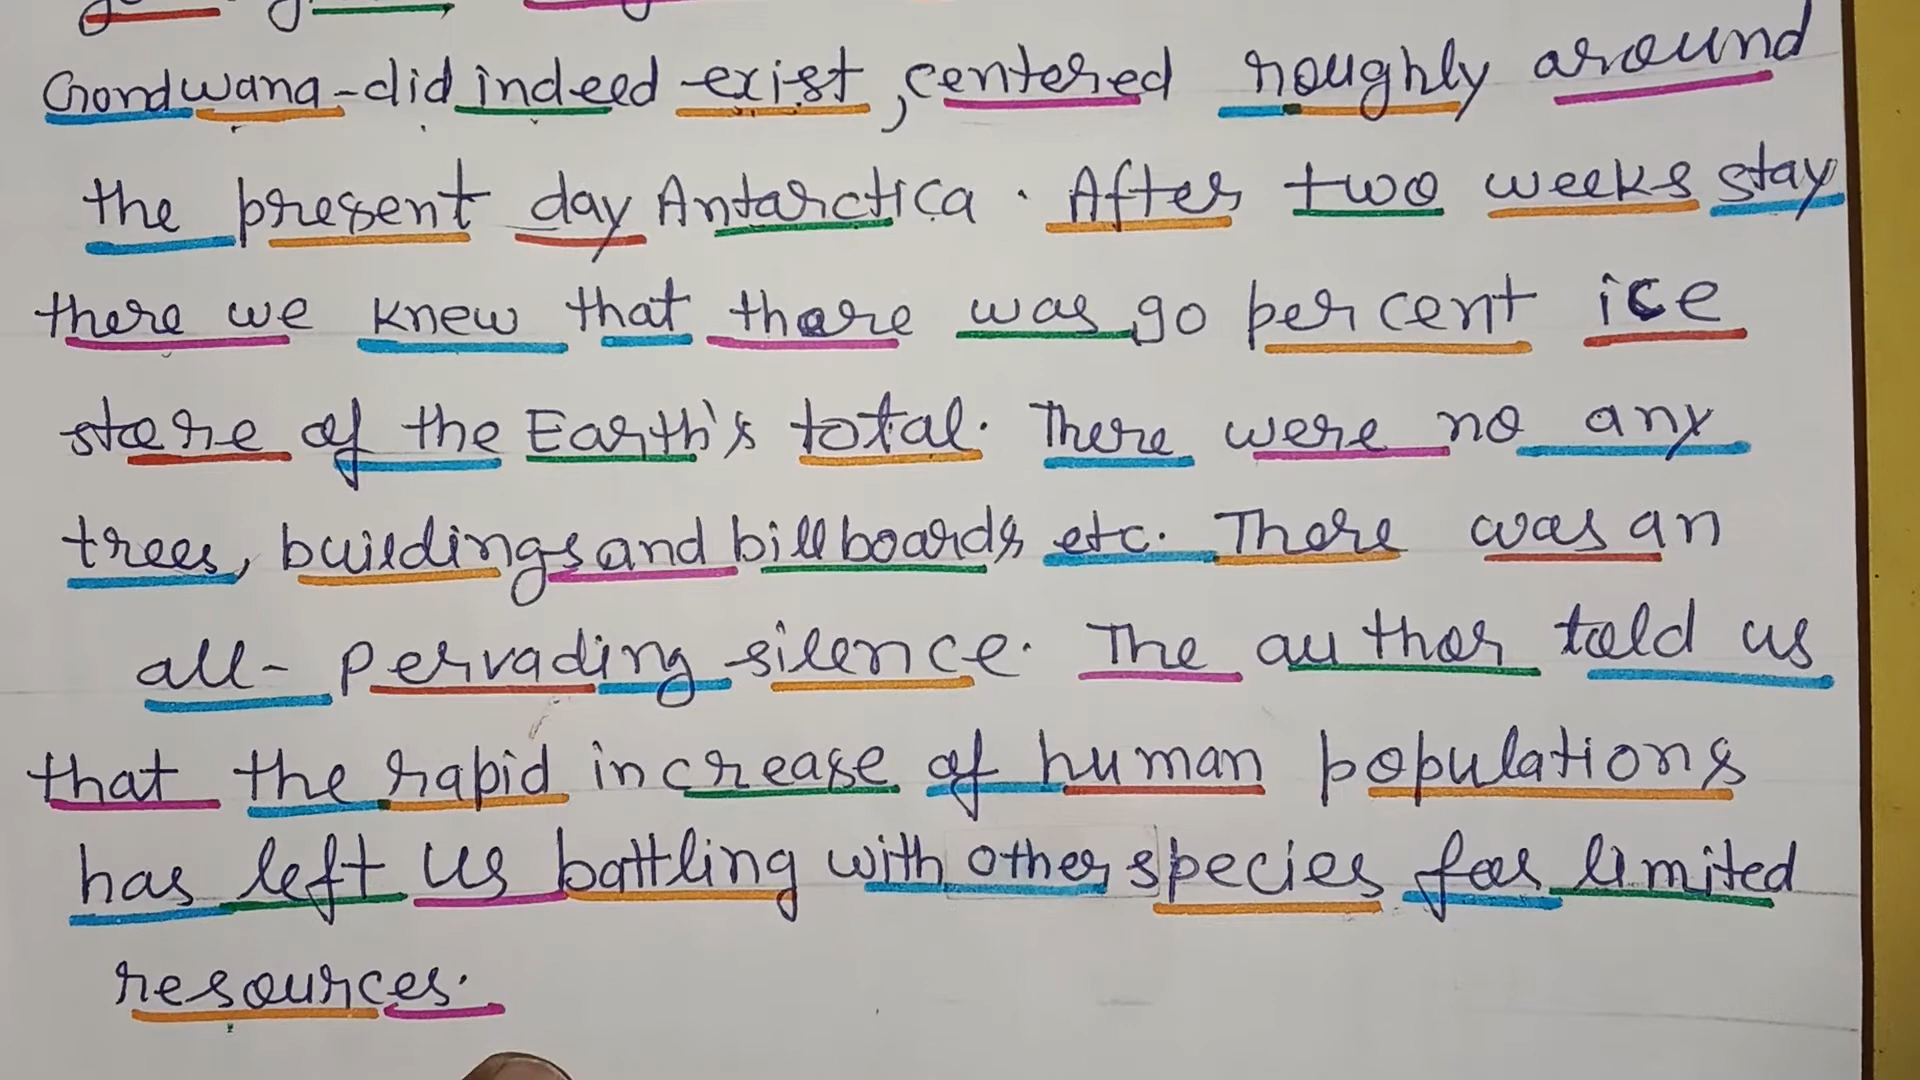 Gondwana-did indeed exist, centered roughly around
the present day Antarctica. After two weeks stay
there we knew that there was 90 percent ice
store of the Earth's total. There were no any
trees, buildings and billboards etc. There was an
all-pervading silence. The author told us
that the rapid increase of human populations
has left us battling with other species for limited
resources.